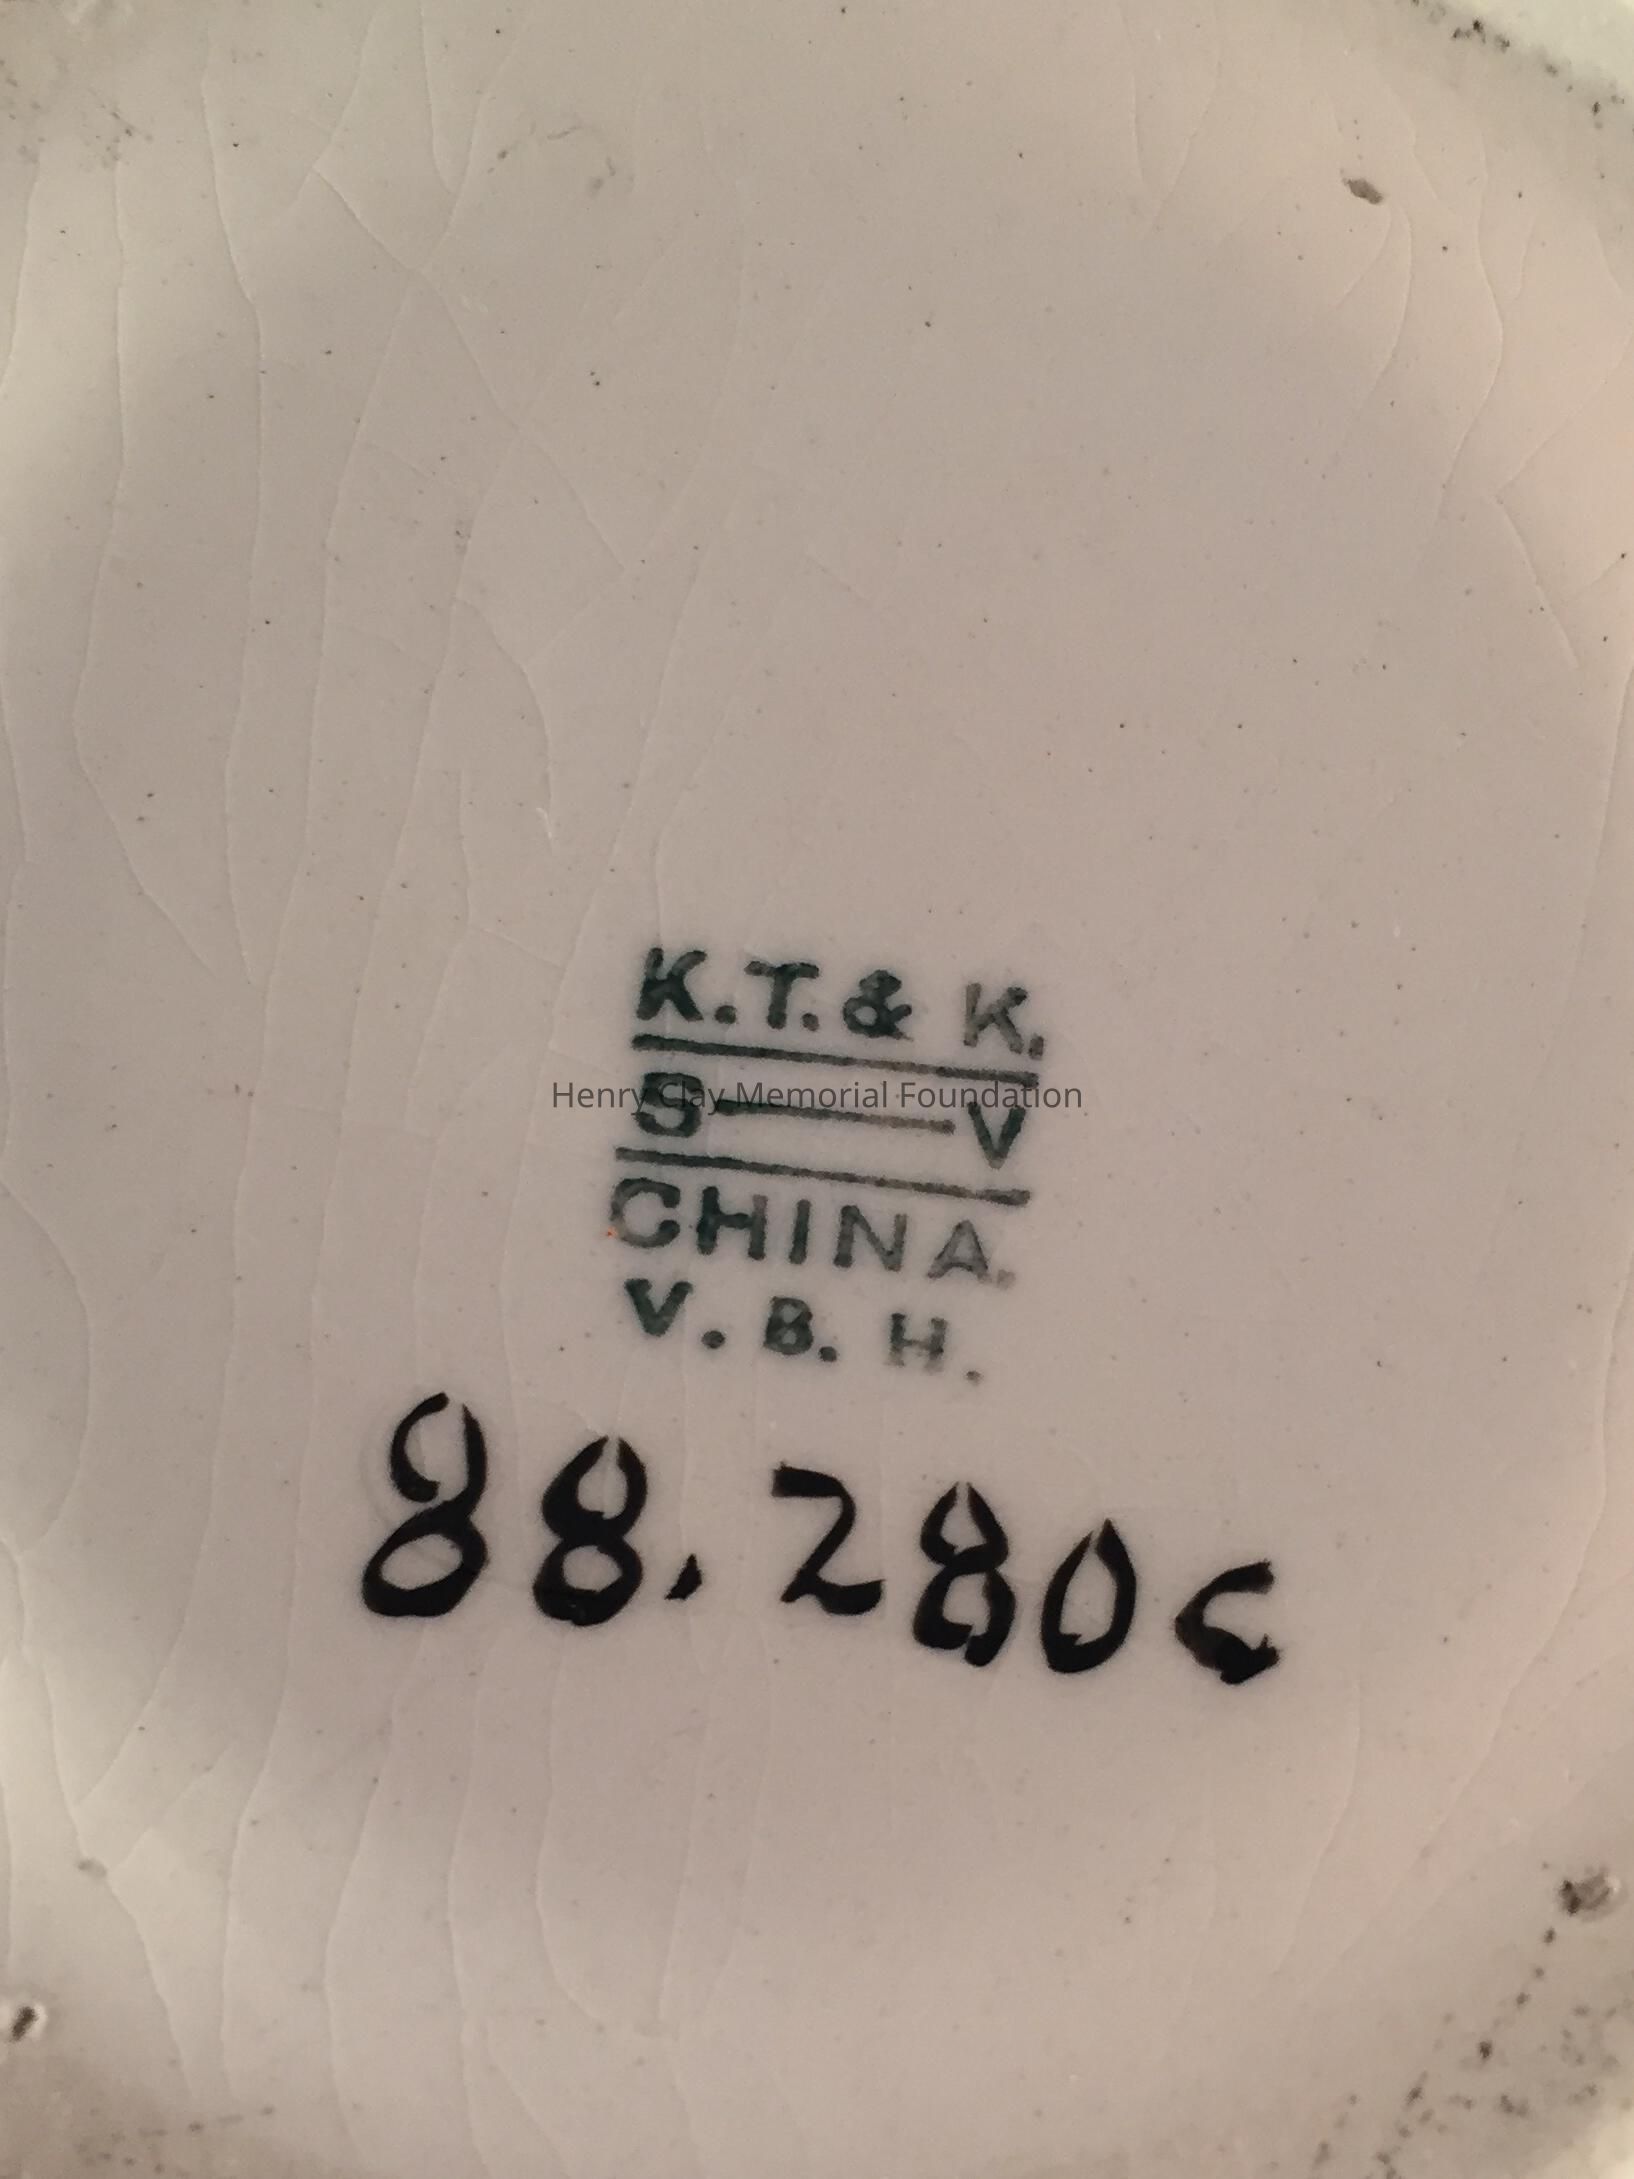 K.T. & K.
S—V
CHINA.
V. B. H.
88.280c
Henry Clay Memorial Foundation